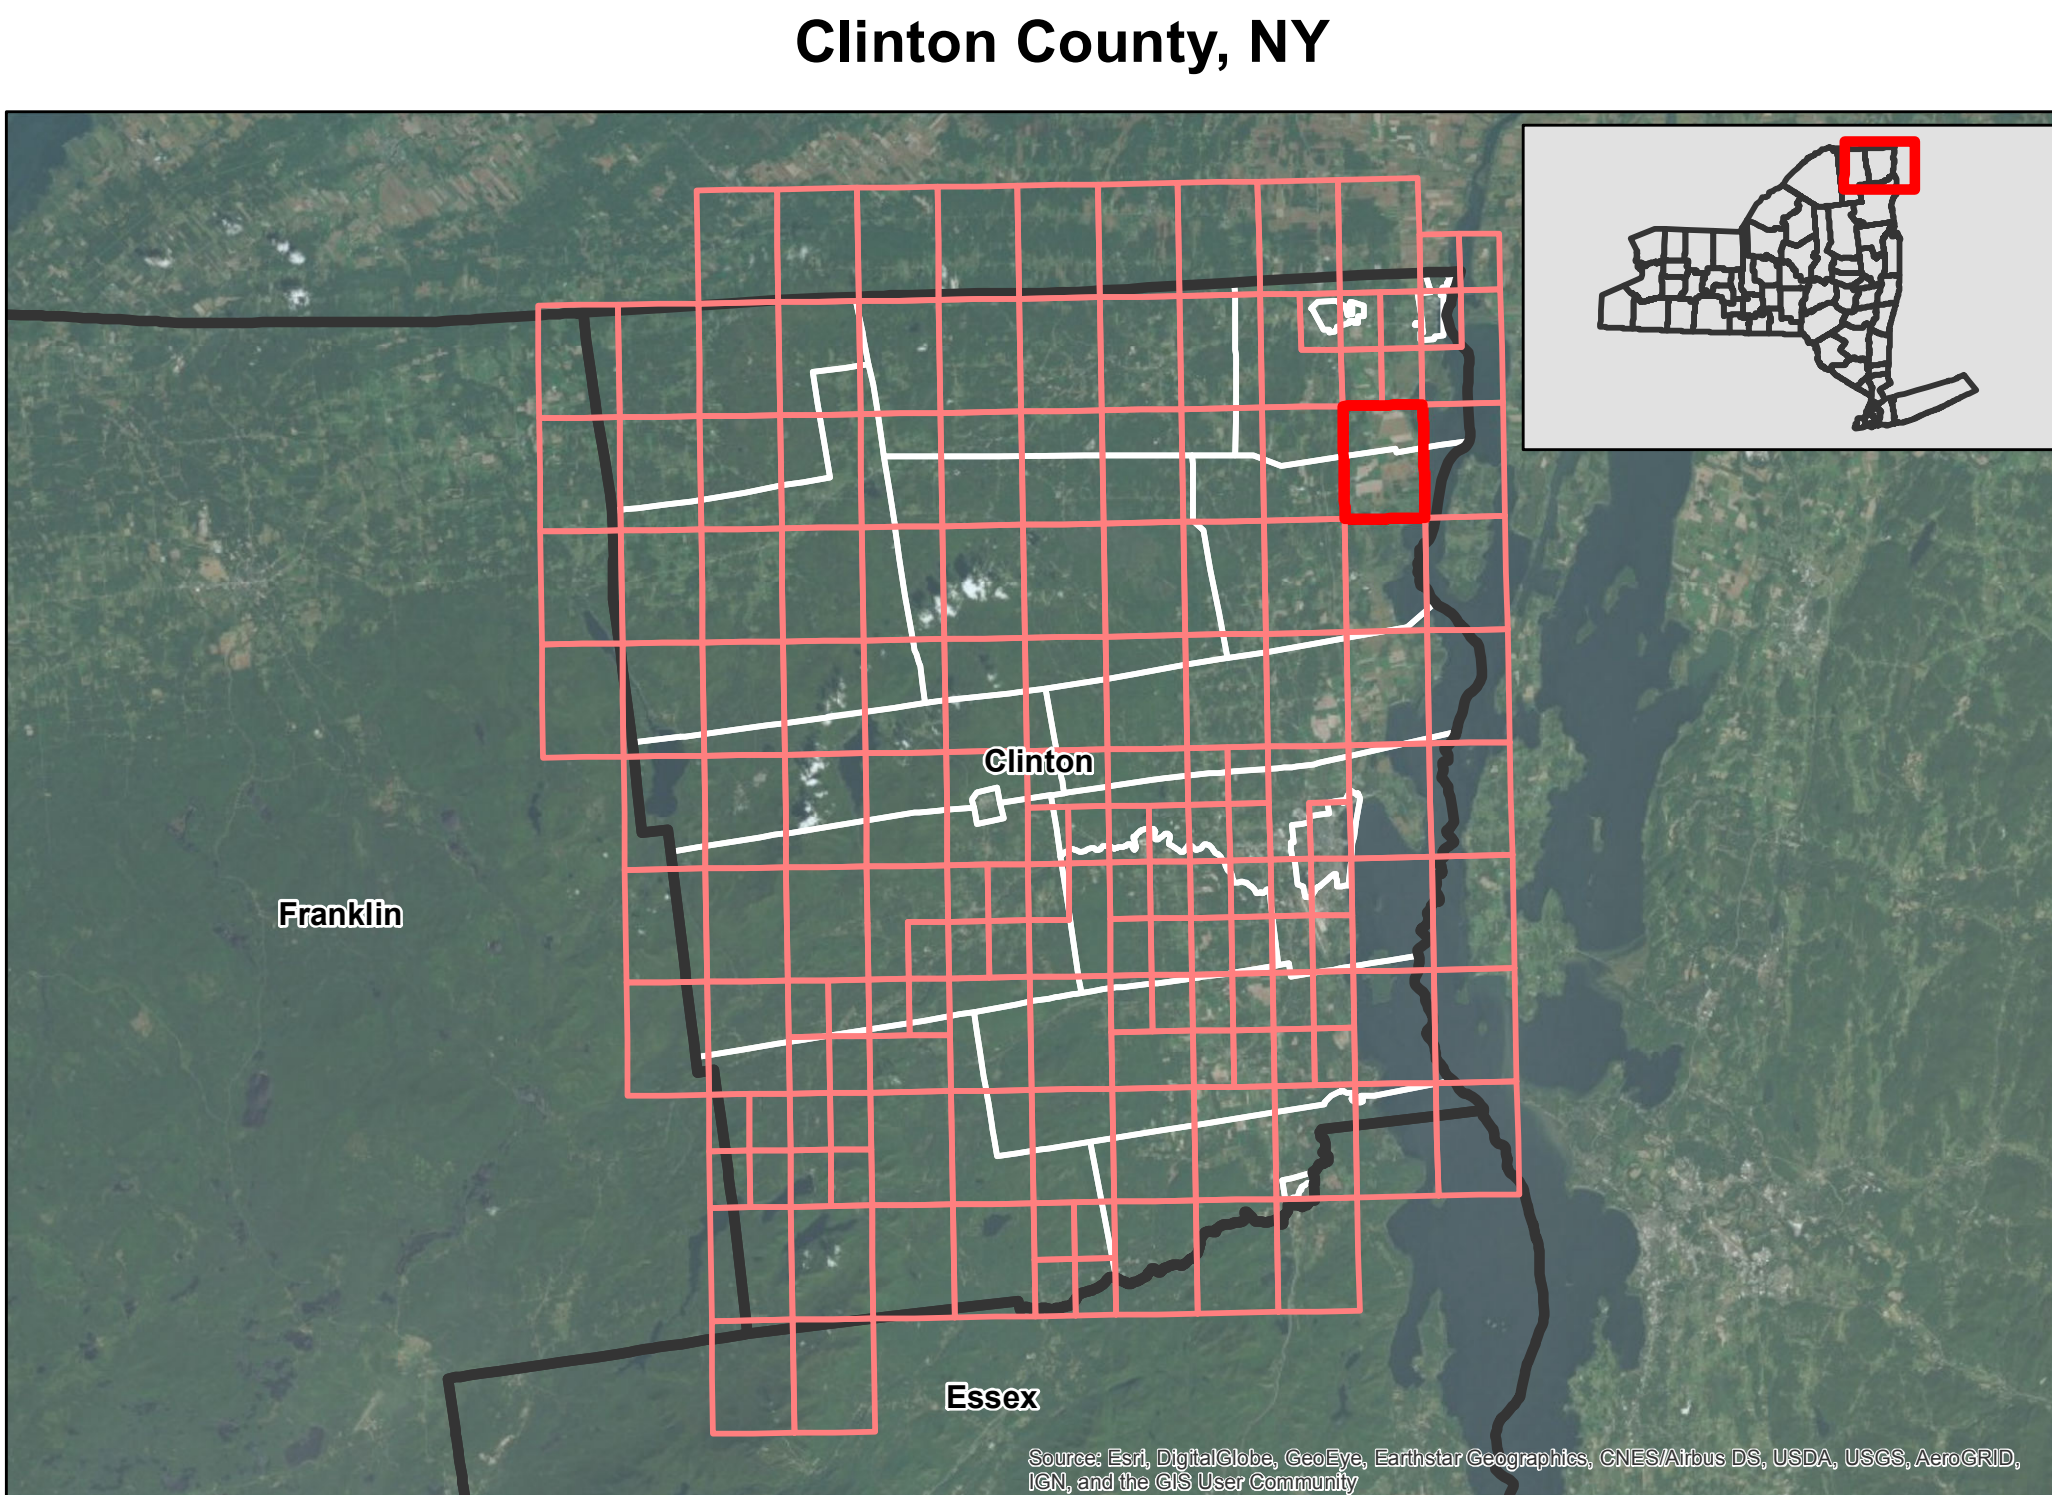 Clinton County, NY
Clinton
Franklin
Essex
Source: Esri, DigitalGlobe, GeoEye, Earthstar Geographics, CNES/Airbus DS, USDA, USGS, AeroGRID,
IGN, and the GIS User Community